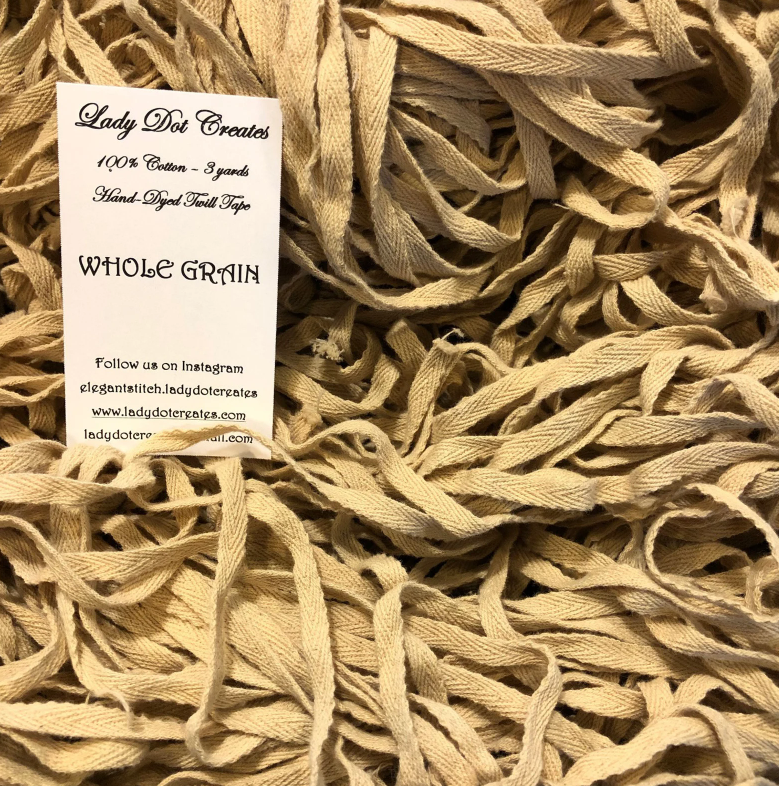 Lady Dot Creates
100% Cotton - 3 yards
Hand-Dyed Twill Tape
WHOLE GRAIN
Follow us on Instagram
elegantstitch.ladydotcreates
www.ladydotcreates.com